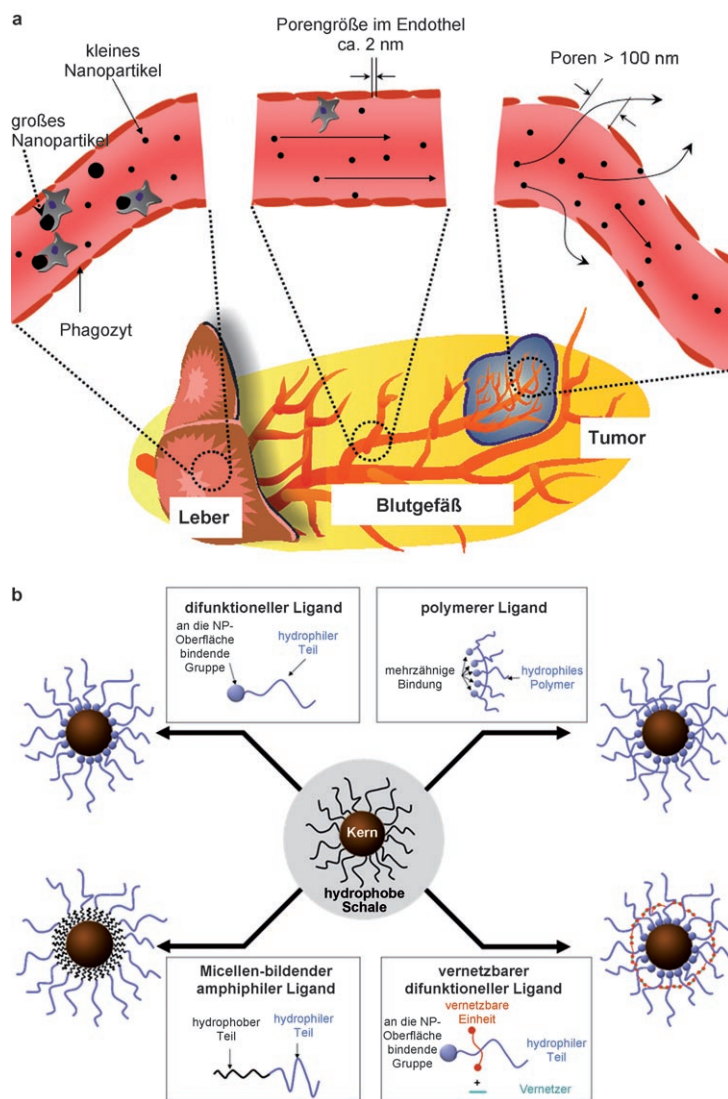 a
kleines
Nanopartikel
großes
Nanopartikel
Phagozyt
Porengröße im Endothel
ca. 2 nm
Poren > 100 nm
Leber
Blutgefäß
Tumor
b
difunktioneller Ligand
an die NP-
Oberfläche
bindende
Gruppe
hydrophiler
Teil
polymerer Ligand
mehrzähnige
Bindung
hydrophiles
Polymer
Kern
hydrophobe
Schale
Micellen-bildender
amphiphiler Ligand
hydrophober
Teil
hydrophiler
Teil
vernetzbarer
difunktioneller Ligand
vernetzbare
Einheit
an die NP-
Oberfläche
bindende
Gruppe
hydrophiler
Teil
+
Vernetzer